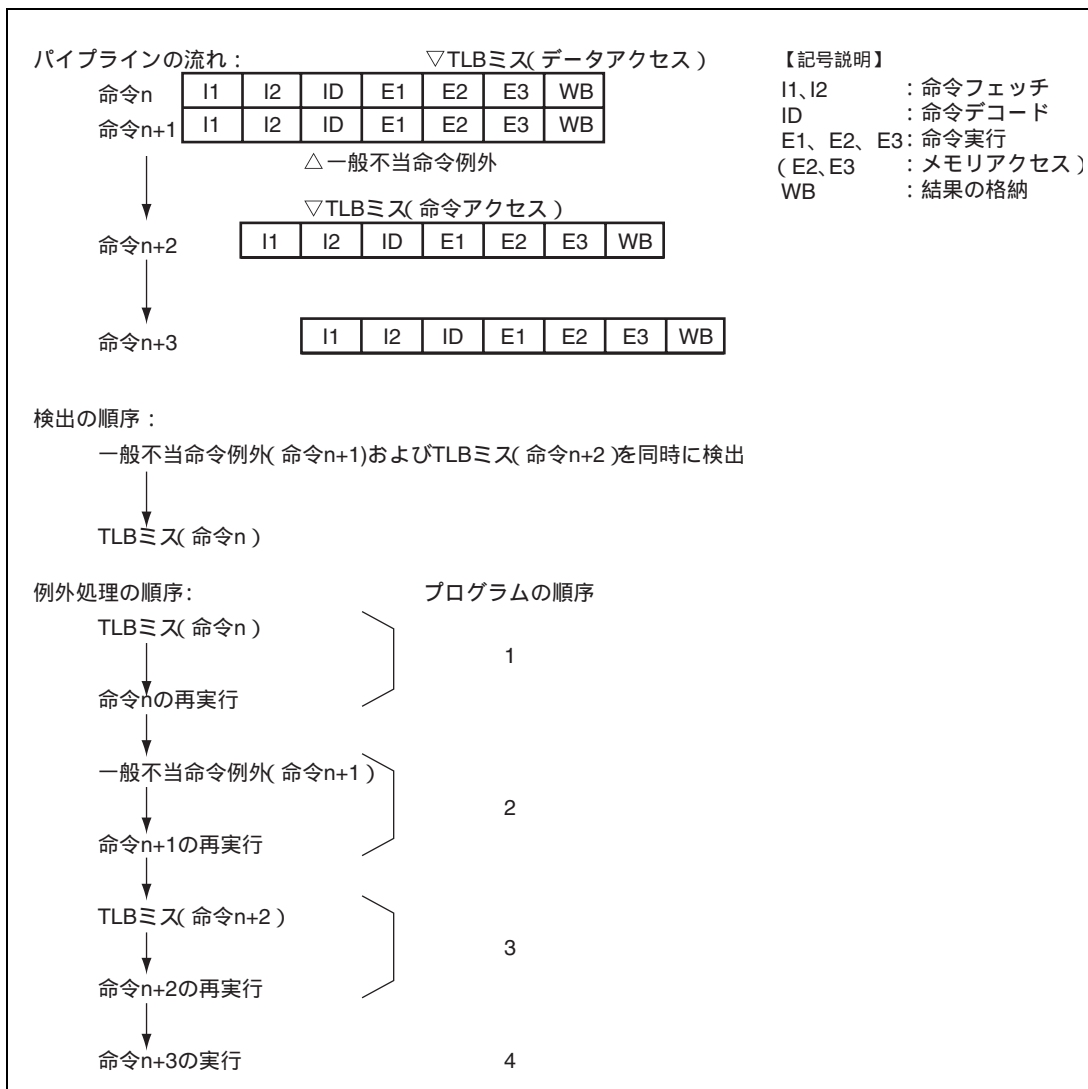 パイプラインの流れ： ▽TLBミス(データアクセス)
命令n I1 I2 ID E1 E2 E3 WB
命令n+1 I1 I2 ID E1 E2 E3 WB
△一般不当命令例外
▽TLBミス(命令アクセス)
命令n+2 I1 I2 ID E1 E2 E3 WB
命令n+3 I1 I2 ID E1 E2 E3 WB
【記号説明】
I1、I2 ：命令フェッチ
ID ：命令デコード
E1、E2、E3：命令実行
(E2、E3 ：メモリアクセス)
WB ：結果の格納
検出の順序：
一般不当命令例外(命令n+1)およびTLBミス(命令n+2)を同時に検出
TLBミス(命令n)
例外処理の順序: プログラムの順序
TLBミス(命令n)
1
命令nの再実行
一般不当命令例外(命令n+1)
2
命令n+1の再実行
TLBミス(命令n+2)
3
命令n+2の再実行
命令n+3の実行 4